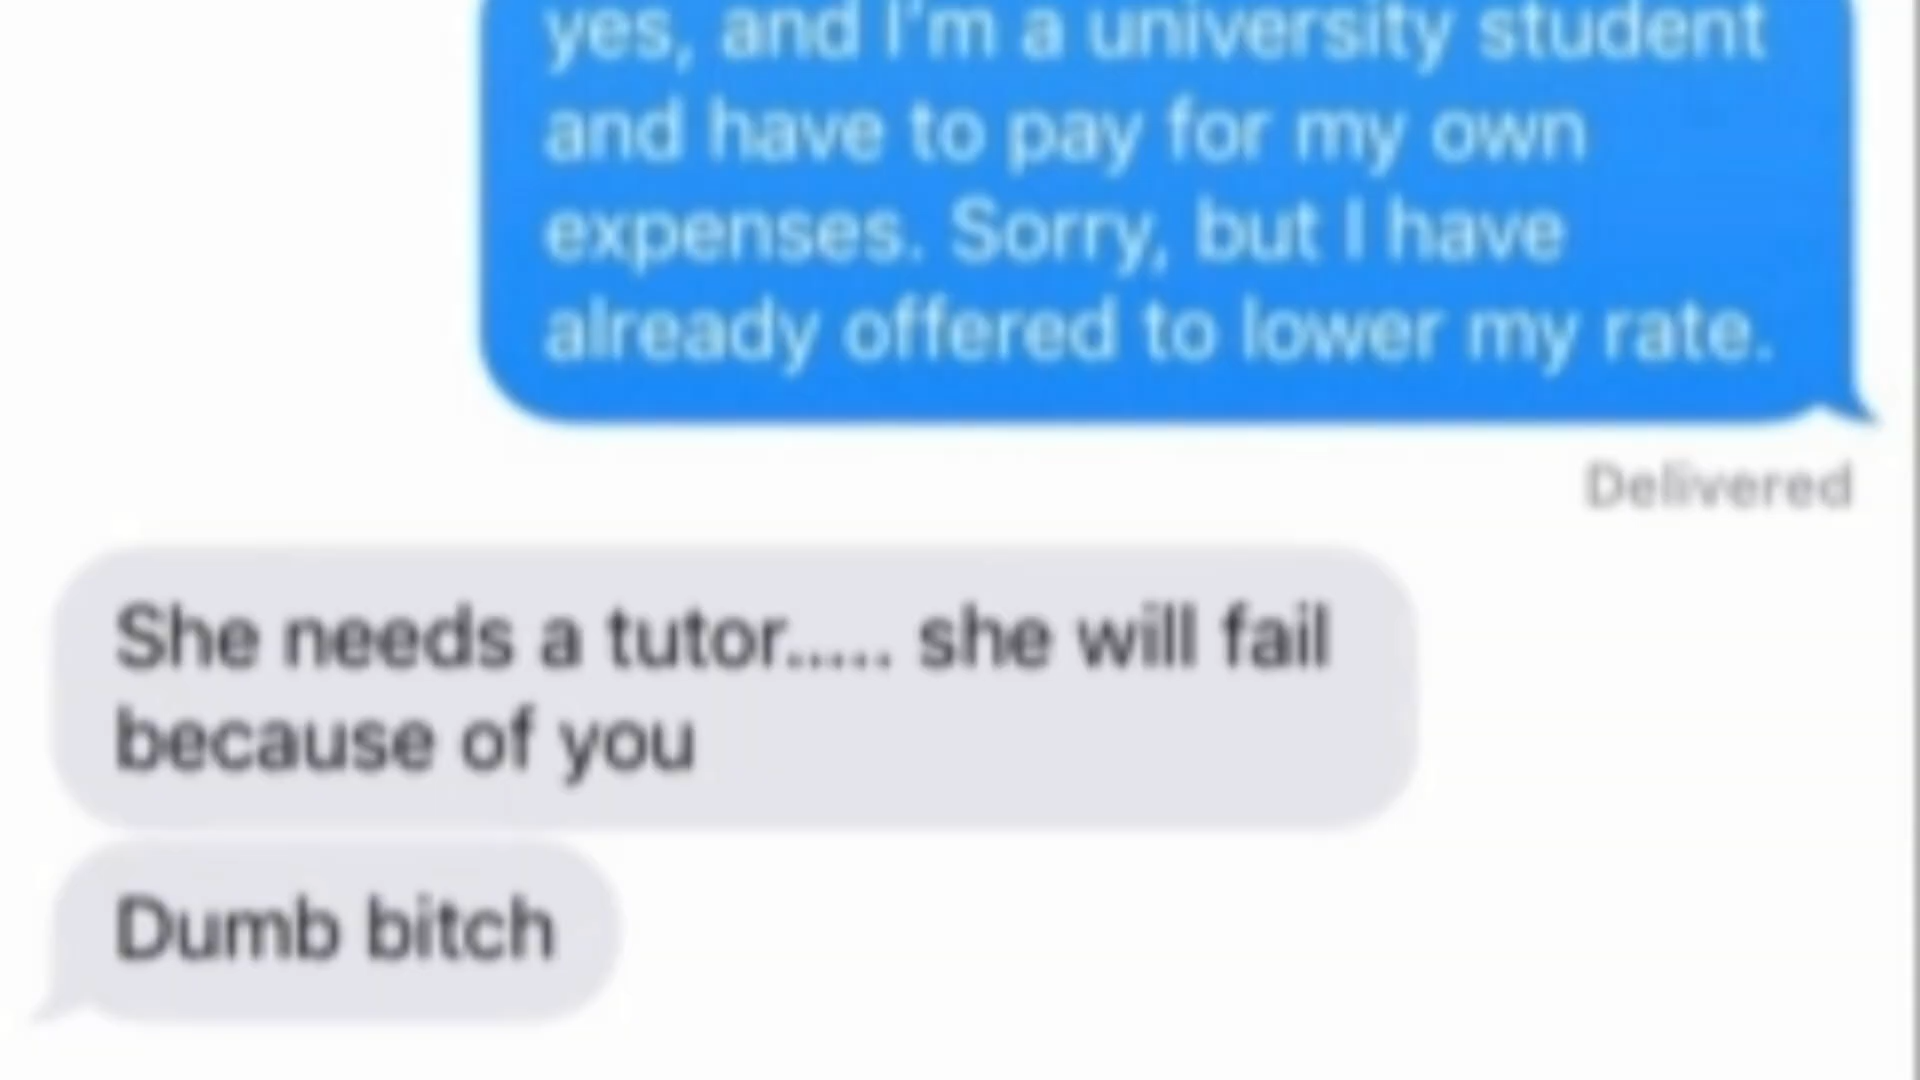 yes, and I'm a university student
and have to pay for my own
expenses. Sorry, but I have
already offered to lower my rate.
Delivered
She needs a tutor..... she will fail
because of you
Dumb bitch